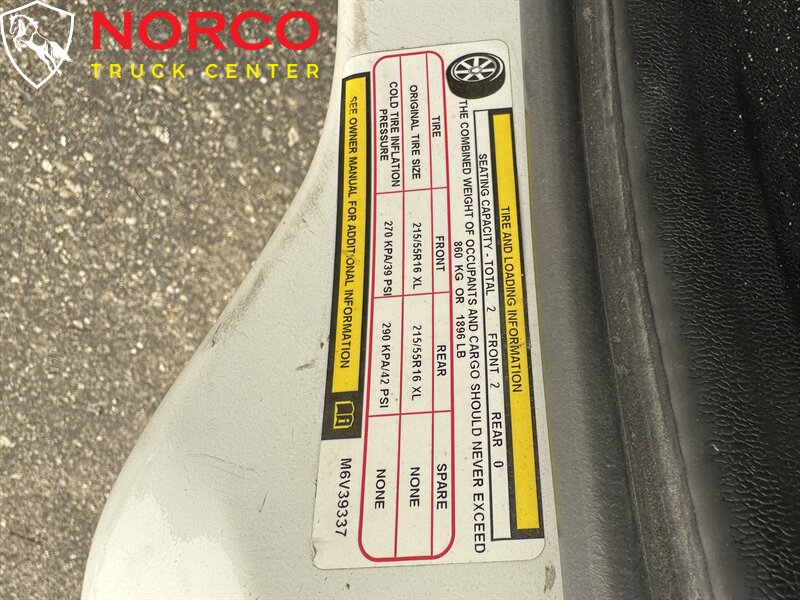 NORCO
TRUCK CENTER
TIRE AND LOADING INFORMATION
SEATING CAPACITY - TOTAL 2 FRONT 2 REAR 0
THE COMBINED WEIGHT OF OCCUPANTS AND CARGO SHOULD NEVER EXCEED
860 KG OR 1896 LB
TIRE FRONT REAR SPARE
ORIGINAL TIRE SIZE 215/55R16 XL 215/55R16 XL NONE
COLD TIRE INFLATION PRESSURE 270 KPA/39 PSI 290 KPA/42 PSI NONE
SEE OWNER MANUAL FOR ADDITIONAL INFORMATION
M6V39337